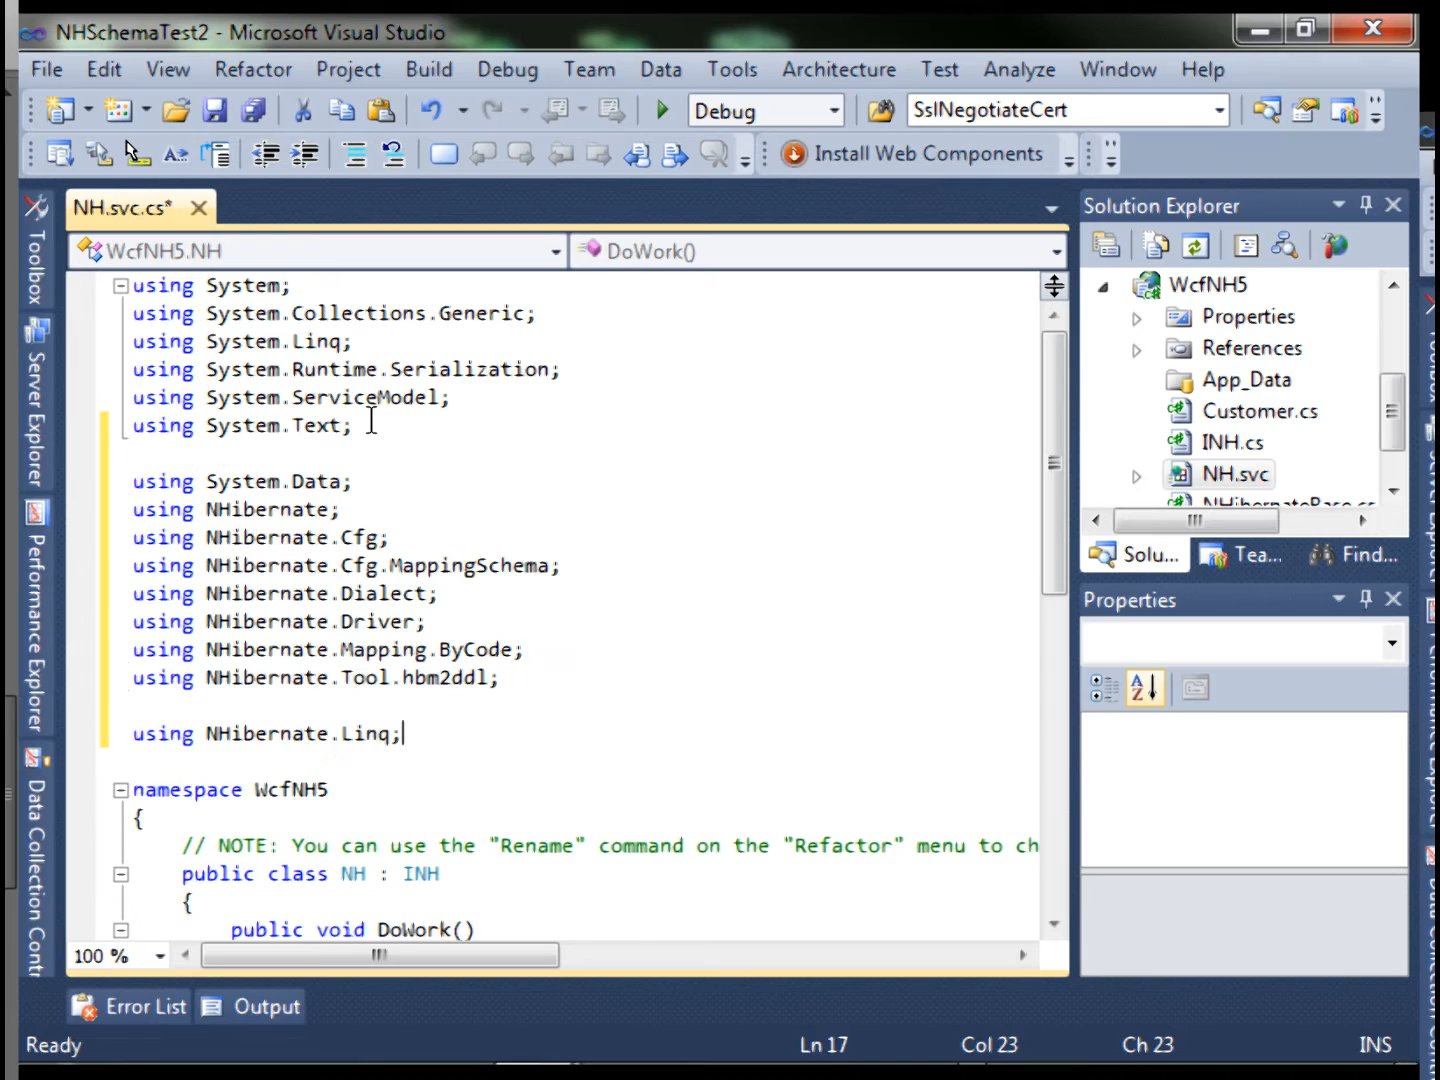 NHSchemaTest2 - Microsoft Visual Studio
File Edit View Refactor Project Build Debug Team Data Tools Architecture Test Analyze Window Help
Debug SslNegotiateCert
Install Web Components
NH.svc.cs*
WcfNH5.NH DoWork()
using System;
using System.Collections.Generic;
using System.Linq;
using System.Runtime.Serialization;
using System.ServiceModel;
using System.Text;
using System.Data;
using NHibernate;
using NHibernate.Cfg;
using NHibernate.Cfg.MappingSchema;
using NHibernate.Dialect;
using NHibernate.Driver;
using NHibernate.Mapping.ByCode;
using NHibernate.Tool.hbm2ddl;
using NHibernate.Linq;
namespace WcfNH5
{
// NOTE: You can use the "Rename" command on the "Refactor" menu to ch
public class NH : INH
{
public void DoWork()
100 %
Toolbox
Server Explorer
Performance Explorer
Data Collection Contr
Solution Explorer
WcfNH5
Properties
References
App_Data
Customer.cs
INH.cs
NH.svc
NHibernateBase.cs
Solu... Tea... Find...
Properties
Error List Output
Ready Ln 17 Col 23 Ch 23 INS